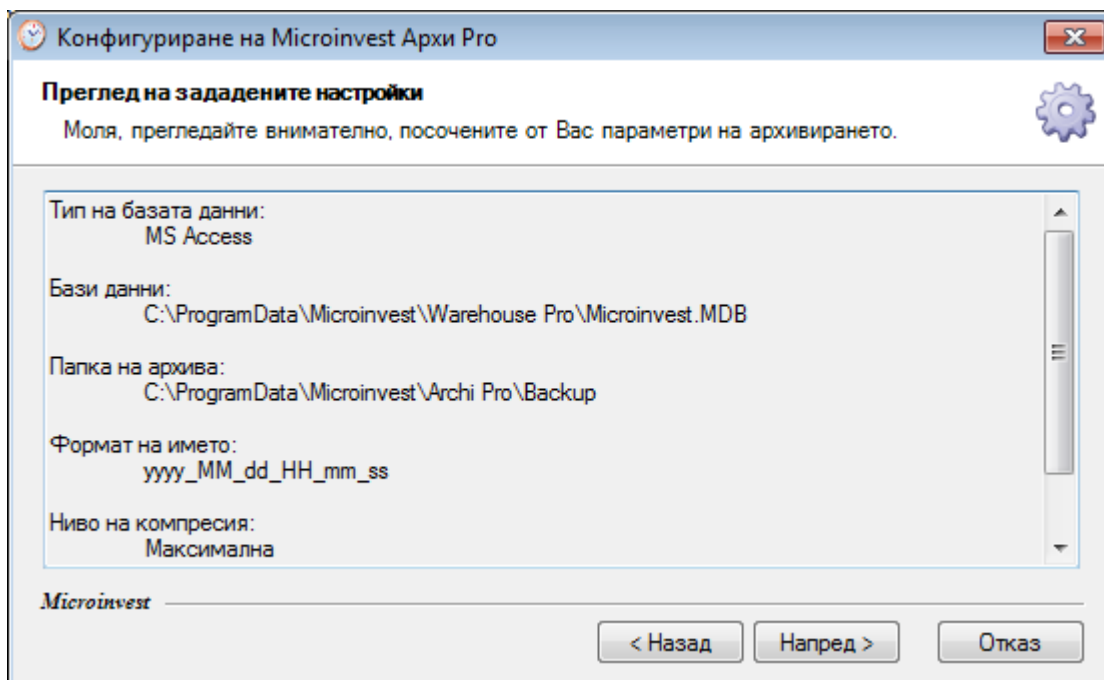 Конфигуриране на Microinvest Архи Pro
Преглед на зададените настройки
Моля, прегледайте внимателно, посочените от Вас параметри на архивирането.
Тип на базата данни:
MS Access
Бази данни:
C:\ProgramData\Microinvest\Warehouse Pro\Microinvest.MDB
Папка на архива:
C:\ProgramData\Microinvest\Archi Pro\Backup
Формат на името:
yyyy_MM_dd_HH_mm_ss
Ниво на компресия:
Максимална
Microinvest
< Назад Напред > Отказ